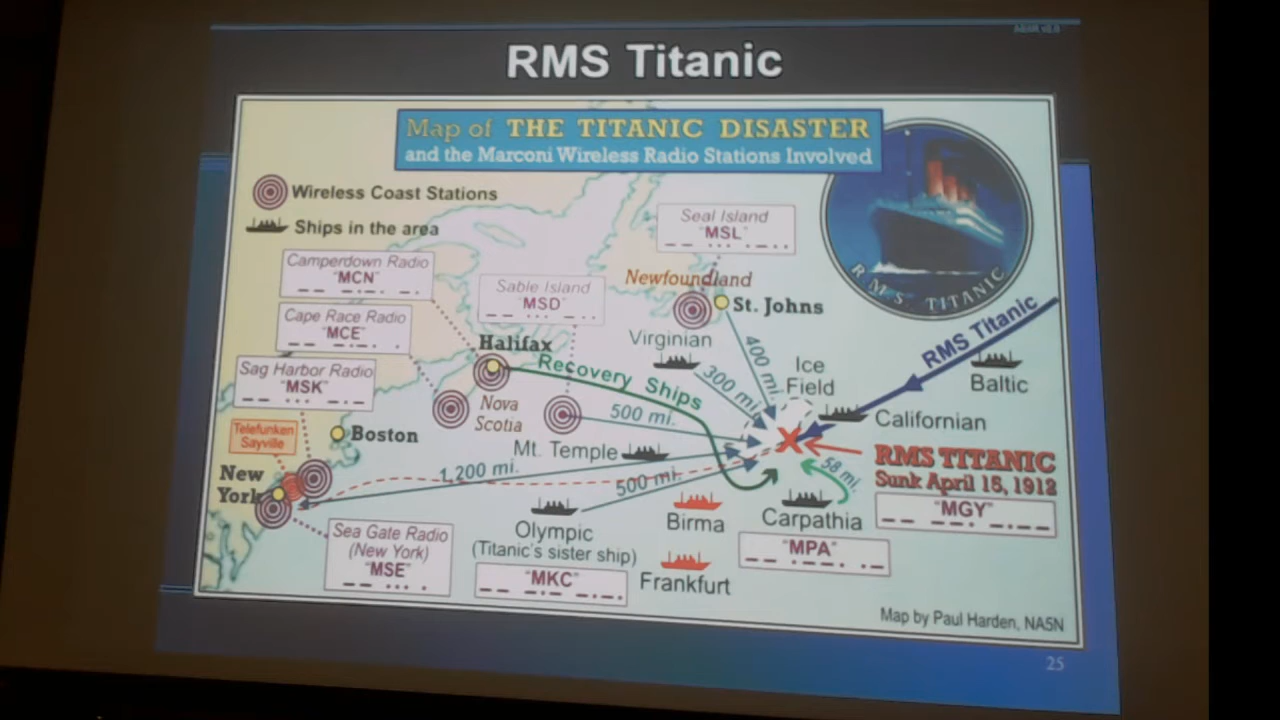 RMS Titanic
Map of THE TITANIC DISASTER
and the Marconi Wireless Radio Stations Involved
Wireless Coast Stations
Ships in the area
Camperdown Radio
"MCN"
Cape Race Radio
"MCE"
Sag Harbor Radio
"MSK"
Telefunken
Sayville
Sable Island
"MSD"
Seal Island
"MSL"
Newfoundland
St. Johns
R.M.S. TITANIC
Virginian
Halifax
Nova
Scotia
Recovery Ships
400 mi.
300 mi.
500 mi.
Ice
Field
RMS Titanic
Baltic
Californian
Boston
Mt. Temple
New
York
1,200 mi.
500 mi.
58 mi.
RMS TITANIC
Sunk April 15, 1912
"MGY"
Olympic
(Titanic's sister ship)
"MKC"
Birma
Frankfurt
Carpathia
"MPA"
Sea Gate Radio
(New York)
"MSE"
Map by Paul Harden, NA5N
25